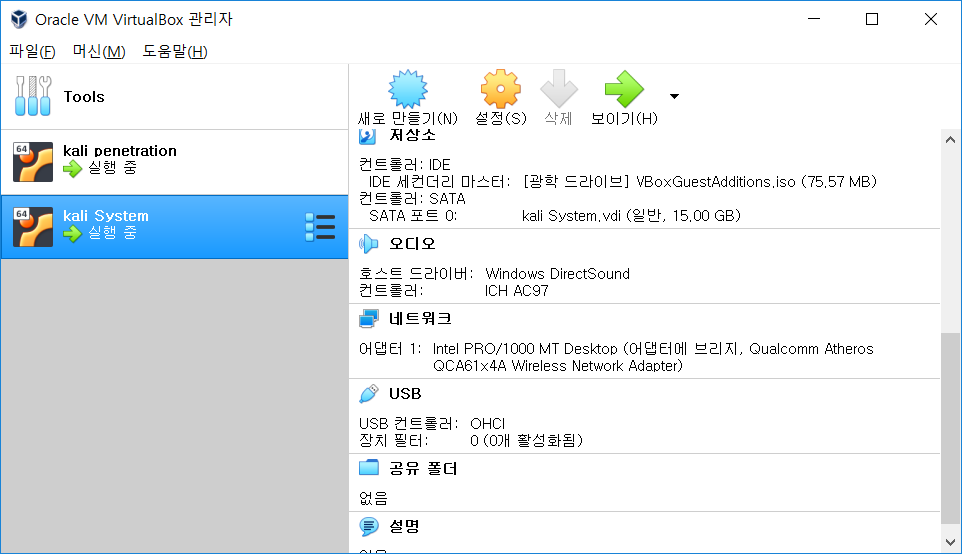 Oracle VM VirtualBox 관리자
파일(F) 머신(M) 도움말(H)
Tools
64
kali penetration
실행 중
64
kali System
실행 중
새로 만들기(N) 설정(S) 삭제 보이기(H)
저장소
컨트롤러: IDE
IDE 세컨더리 마스터: [광학 드라이브] VBoxGuestAdditions.iso (75,57 MB)
컨트롤러: SATA
SATA 포트 0: kali System.vdi (일반, 15,00 GB)
오디오
호스트 드라이버: Windows DirectSound
컨트롤러: ICH AC97
네트워크
어댑터 1: Intel PRO/1000 MT Desktop (어댑터에 브리지, Qualcomm Atheros
QCA61x4A Wireless Network Adapter)
USB
USB 컨트롤러: OHCI
장치 필터: 0 (0개 활성화됨)
공유 폴더
없음
설명